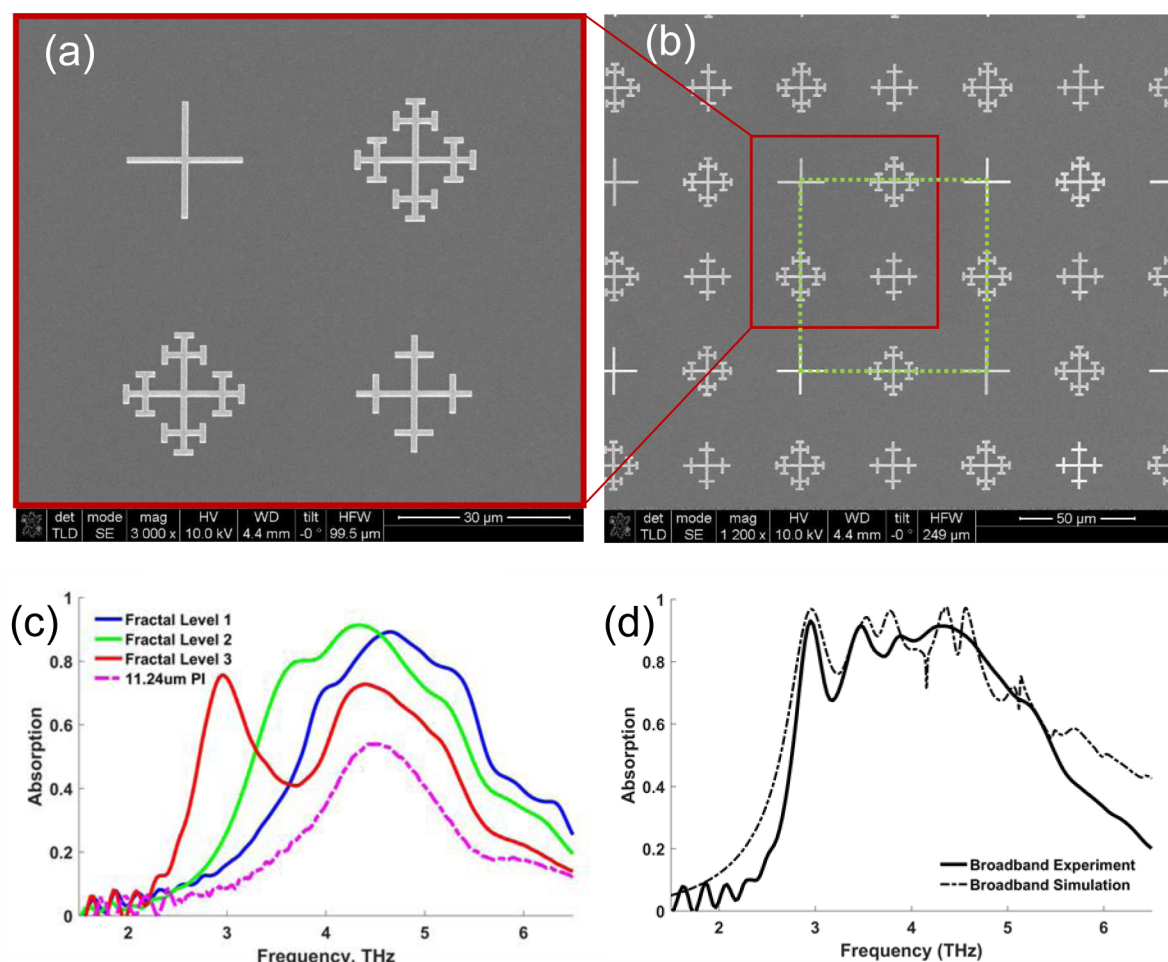 (a)
(b)
det mode mag HV WD tilt HFW 30 µm
TLD SE 3 000 x 10.0 kV 4.4 mm -0 ° 99.5 µm
det mode mag HV WD tilt HFW 50 µm
TLD SE 1 200 x 10.0 kV 4.4 mm -0 ° 249 µm
(c)
Absorption
1
0.8
0.6
0.4
0.2
0
Fractal Level 1
Fractal Level 2
Fractal Level 3
11.24um PI
2 3 4 5 6
Frequency, THz
(d)
Absorption
1
0.8
0.6
0.4
0.2
0
Broadband Experiment
Broadband Simulation
2 3 4 5 6
Frequency (THz)